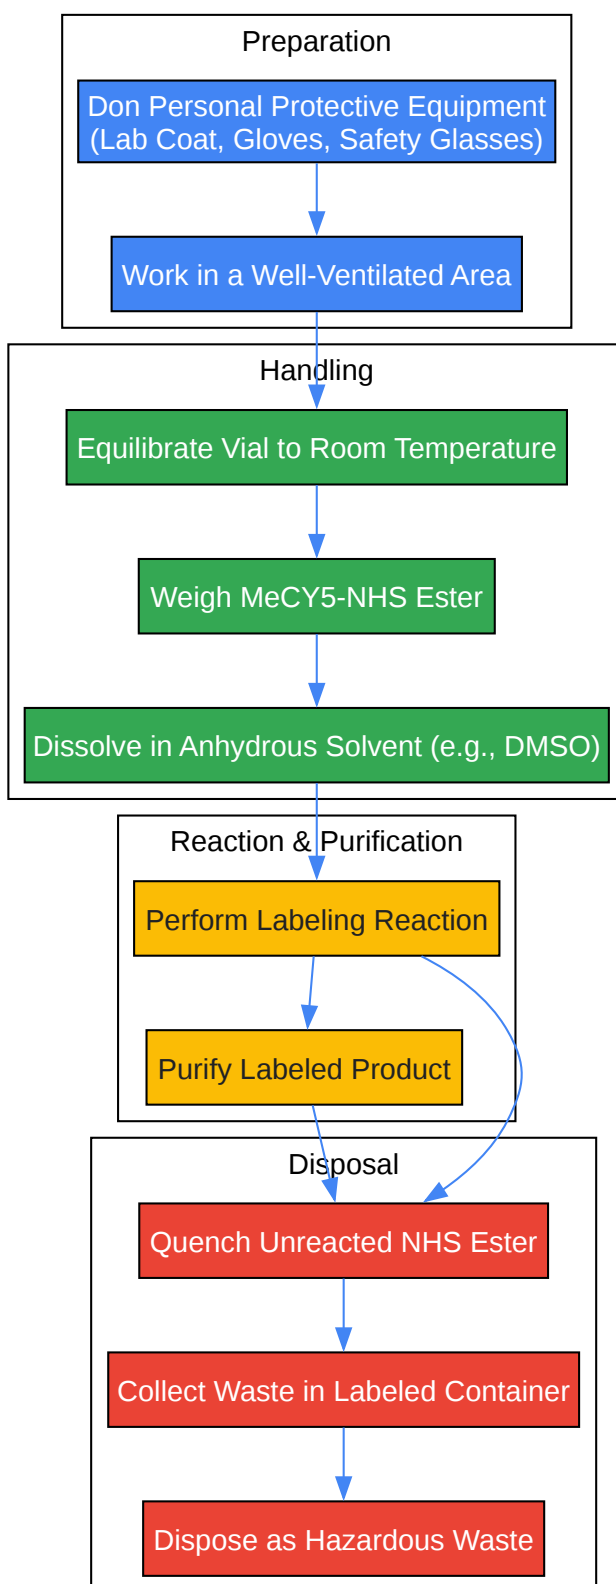 Preparation
Don Personal Protective Equipment
(Lab Coat, Gloves, Safety Glasses)
Work in a Well-Ventilated Area
Handling
Equilibrate Vial to Room Temperature
Weigh MeCY5-NHS Ester
Dissolve in Anhydrous Solvent (e.g., DMSO)
Reaction & Purification
Perform Labeling Reaction
Purify Labeled Product
Disposal
Quench Unreacted NHS Ester
Collect Waste in Labeled Container
Dispose as Hazardous Waste